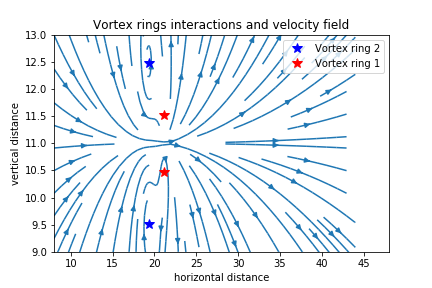 Vortex rings interactions and velocity field
Vortex ring 2
Vortex ring 1
vertical distance
13.0
12.5
12.0
11.5
11.0
10.5
10.0
9.5
9.0
10 15 20 25 30 35 40 45
horizontal distance